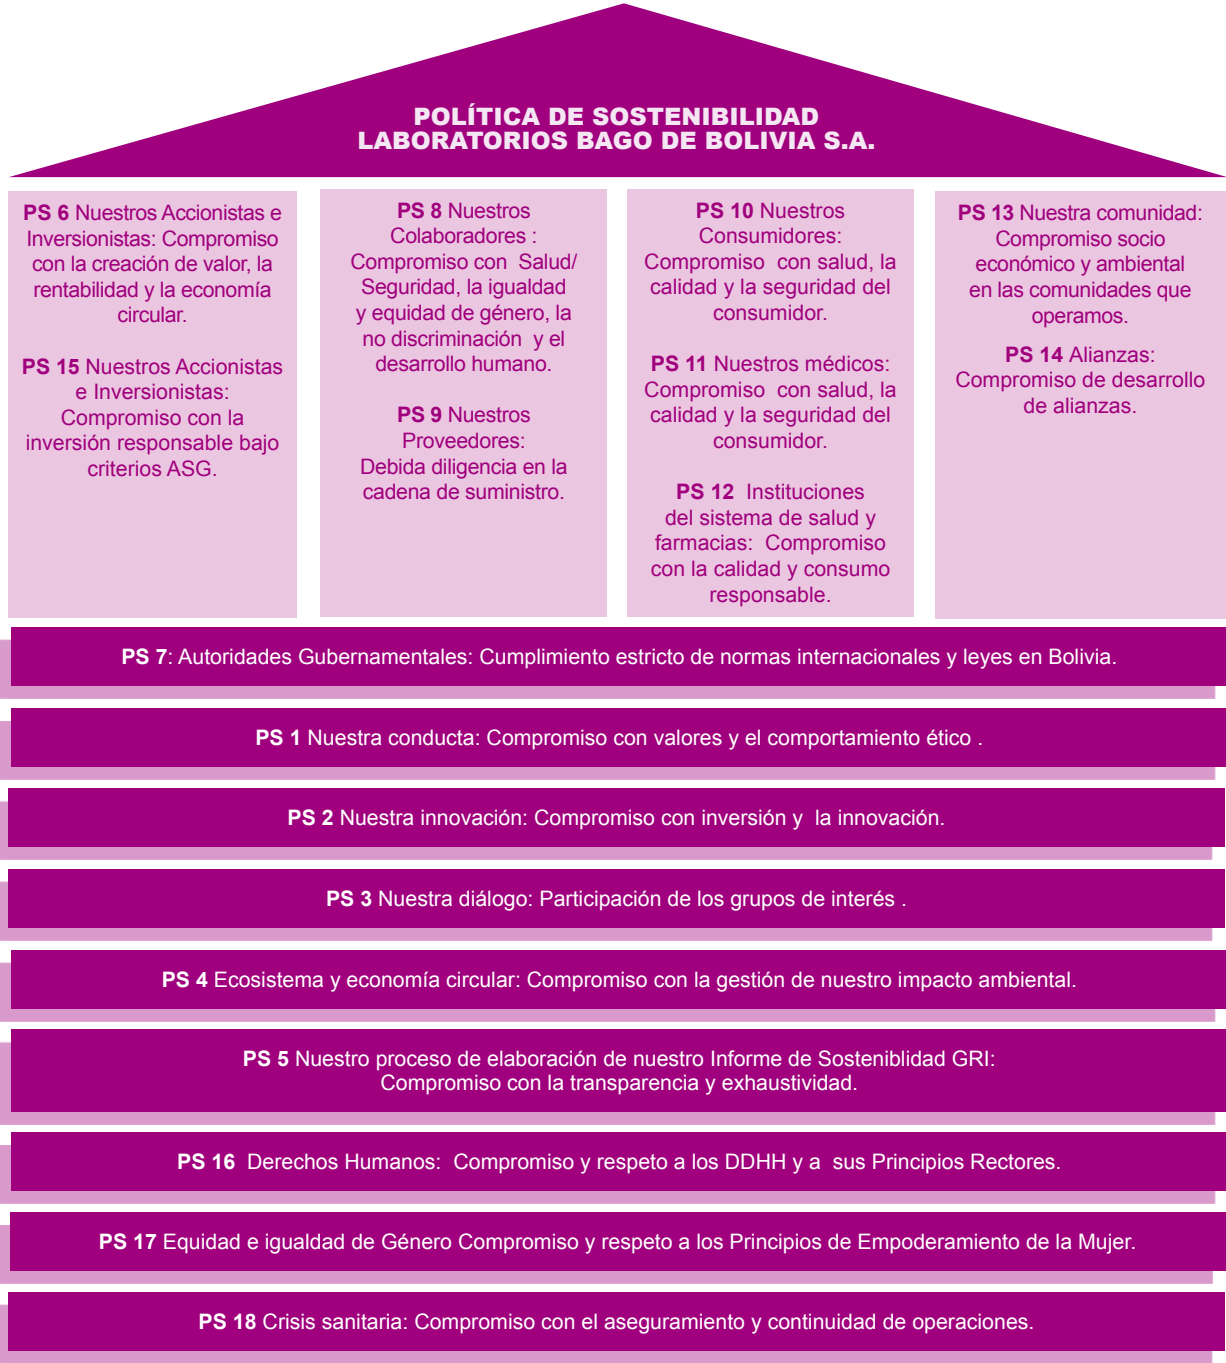 POLÍTICA DE SOSTENIBILIDAD
LABORATORIOS BAGO DE BOLIVIA S.A.
PS 6 Nuestros Accionistas e
Inversionistas: Compromiso
con la creación de valor, la
rentabilidad y la economía
circular.
PS 15 Nuestros Accionistas
e Inversionistas:
Compromiso con la
inversión responsable bajo
criterios ASG.
PS 8 Nuestros
Colaboradores :
Compromiso con Salud/
Seguridad, la igualdad
y equidad de género, la
no discriminación y el
desarrollo humano.
PS 9 Nuestros
Proveedores:
Debida diligencia en la
cadena de suministro.
PS 10 Nuestros
Consumidores:
Compromiso con salud, la
calidad y la seguridad del
consumidor.
PS 11 Nuestros médicos:
Compromiso con salud, la
calidad y la seguridad del
consumidor.
PS 12 Instituciones
del sistema de salud y
farmacias: Compromiso
con la calidad y consumo
responsable.
PS 13 Nuestra comunidad:
Compromiso socio
económico y ambiental
en las comunidades que
operamos.
PS 14 Alianzas:
Compromiso de desarrollo
de alianzas.
PS 7: Autoridades Gubernamentales: Cumplimiento estricto de normas internacionales y leyes en Bolivia.
PS 1 Nuestra conducta: Compromiso con valores y el comportamiento ético .
PS 2 Nuestra innovación: Compromiso con inversión y la innovación.
PS 3 Nuestra diálogo: Participación de los grupos de interés .
PS 4 Ecosistema y economía circular: Compromiso con la gestión de nuestro impacto ambiental.
PS 5 Nuestro proceso de elaboración de nuestro Informe de Sosteniblidad GRI:
Compromiso con la transparencia y exhaustividad.
PS 16 Derechos Humanos: Compromiso y respeto a los DDHH y a sus Principios Rectores.
PS 17 Equidad e igualdad de Género Compromiso y respeto a los Principios de Empoderamiento de la Mujer.
PS 18 Crisis sanitaria: Compromiso con el aseguramiento y continuidad de operaciones.